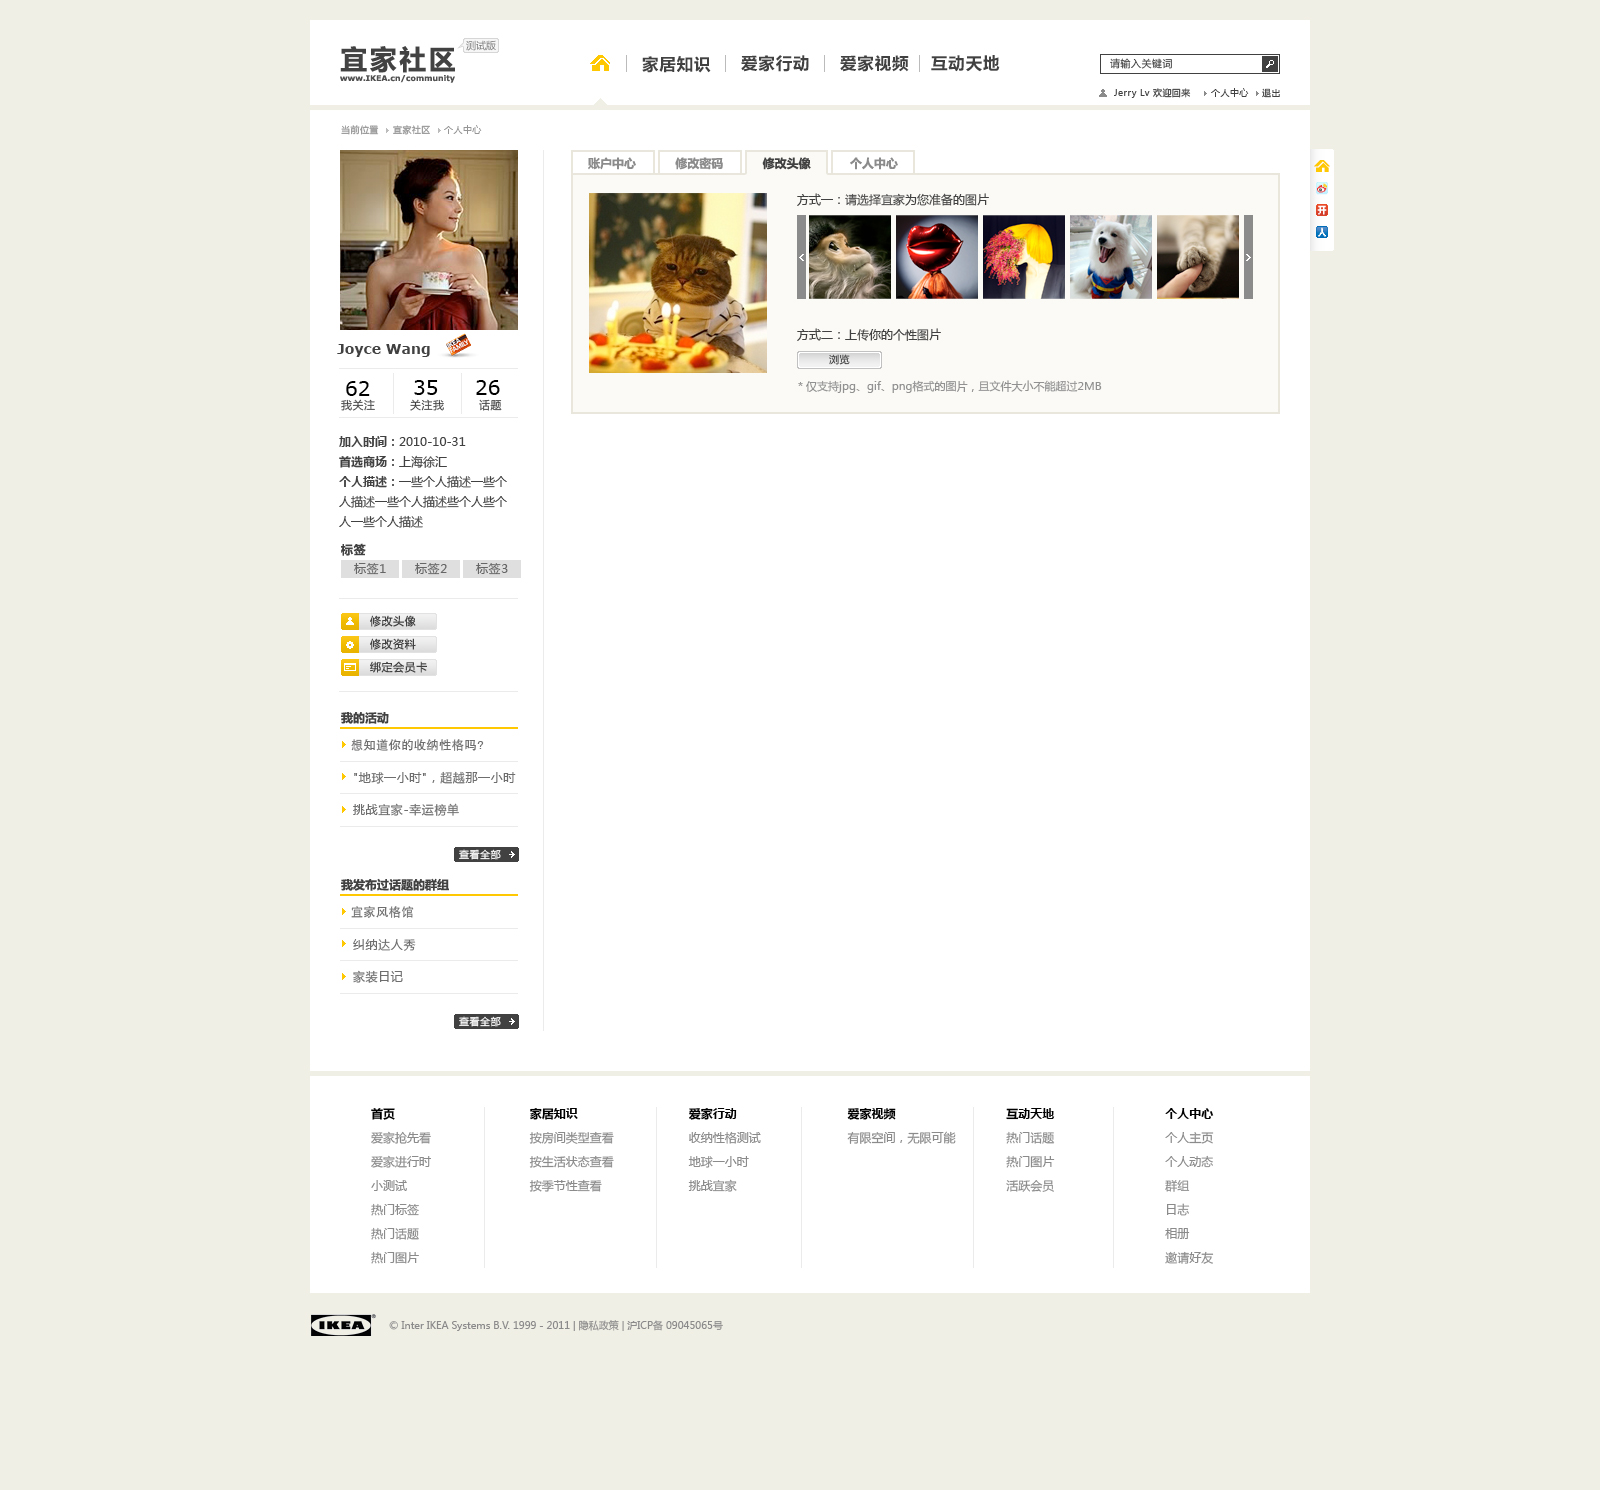 宜家社区
测试版
www.IKEA.cn/community
家居知识
爱家行动
爱家视频
互动天地
请输入关键词
Jerry Lv 欢迎回来
个人中心
退出
当前位置 宜家社区 个人中心
Joyce Wang
FAMILY
62
我关注
35
关注我
26
话题
加入时间：2010-10-31
首选商场：上海徐汇
个人描述：一些个人描述一些个
人描述一些个人描述些个人些个
人一些个人描述
标签
标签1
标签2
标签3
修改头像
修改资料
绑定会员卡
我的活动
想知道你的收纳性格吗?
"地球一小时"，超越那一小时
挑战宜家-幸运榜单
查看全部
我发布过话题的群组
宜家风格馆
纠纳达人秀
家装日记
查看全部
账户中心
修改密码
修改头像
个人中心
方式一：请选择宜家为您准备的图片
方式二：上传你的个性图片
浏览
* 仅支持jpg、gif、png格式的图片，且文件大小不能超过2MB
开
人
首页
爱家抢先看
爱家进行时
小测试
热门标签
热门话题
热门图片
家居知识
按房间类型查看
按生活状态查看
按季节性查看
爱家行动
收纳性格测试
地球一小时
挑战宜家
爱家视频
有限空间，无限可能
互动天地
热门话题
热门图片
活跃会员
个人中心
个人主页
个人动态
群组
日志
相册
邀请好友
IKEA®
© Inter IKEA Systems B.V. 1999 - 2011 | 隐私政策 | 沪ICP备 09045065号